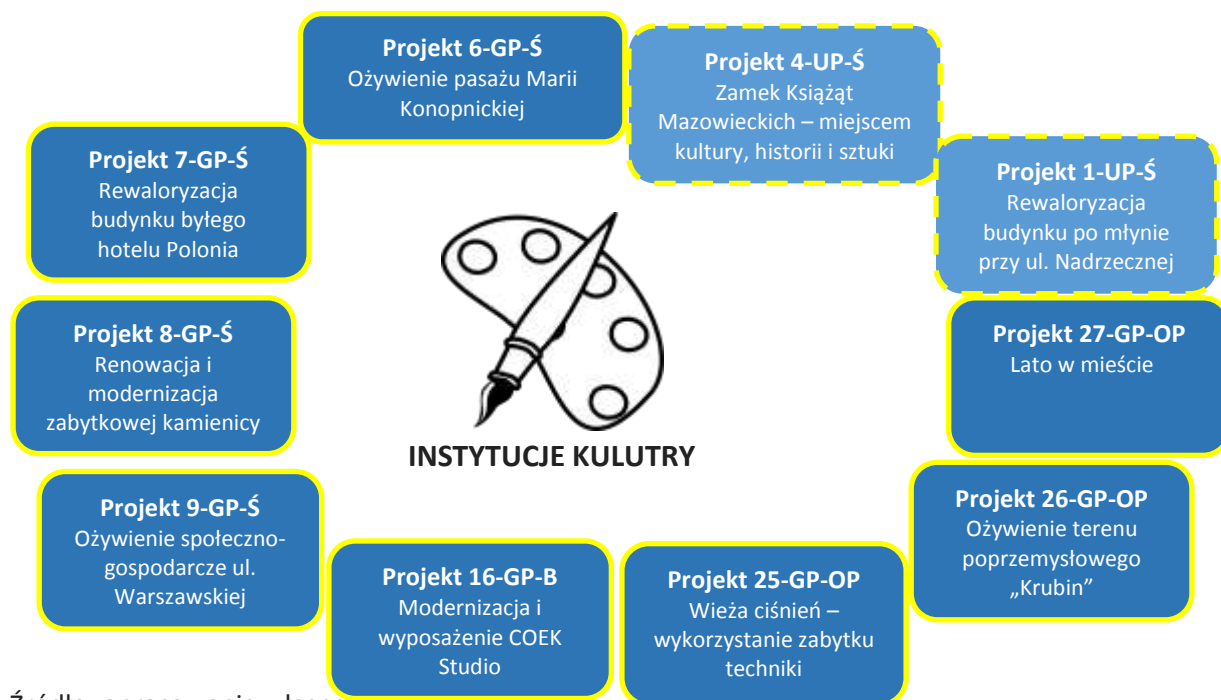 Projekt 6-GP-Ś
Ożywienie pasażu Marii
Konopnickiej
Projekt 4-UP-Ś
Zamek Książąt
Mazowieckich – miejscem
kultury, historii i sztuki
Projekt 7-GP-Ś
Rewaloryzacja
budynku byłego
hotelu Polonia
Projekt 1-UP-Ś
Rewaloryzacja
budynku po młynie
przy ul. Nadrzecznej
Projekt 8-GP-Ś
Renowacja i
modernizacja
zabytkowej kamienicy
Projekt 27-GP-OP
Lato w mieście
INSTYTUCJE KULUTRY
Projekt 9-GP-Ś
Ożywienie społeczno-
gospodarcze ul.
Warszawskiej
Projekt 26-GP-OP
Ożywienie terenu
poprzemysłowego
„Krubin”
Projekt 16-GP-B
Modernizacja i
wyposażenie COEK
Studio
Projekt 25-GP-OP
Wieża ciśnień –
wykorzystanie zabytku
techniki